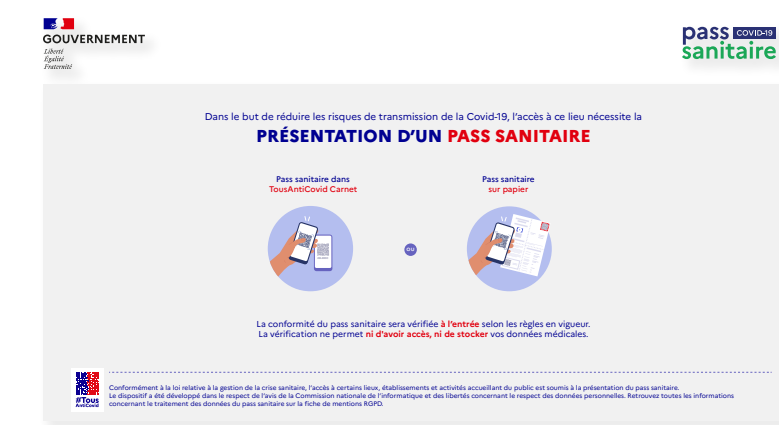 GOUVERNEMENT
Liberté
Égalité
Fraternité
pass COVID-19
sanitaire
Dans le but de réduire les risques de transmission de la Covid-19, l'accès à ce lieu nécessite la
PRÉSENTATION D'UN PASS SANITAIRE
Pass sanitaire dans
TousAntiCovid Carnet
Pass sanitaire
sur papier
OU
La conformité du pass sanitaire sera vérifiée à l'entrée selon les règles en vigueur.
La vérification ne permet ni d'avoir accès, ni de stocker vos données médicales.
#Tous
AntiCovid
Conformément à la loi relative à la gestion de la crise sanitaire, l'accès à certains lieux, établissements et activités accueillant du public est soumis à la présentation du pass sanitaire.
Le dispositif a été développé dans le respect de l'avis de la Commission nationale de l'informatique et des libertés concernant le respect des données personnelles. Retrouvez toutes les informations
concernant le traitement des données du pass sanitaire sur la fiche de mentions RGPD.